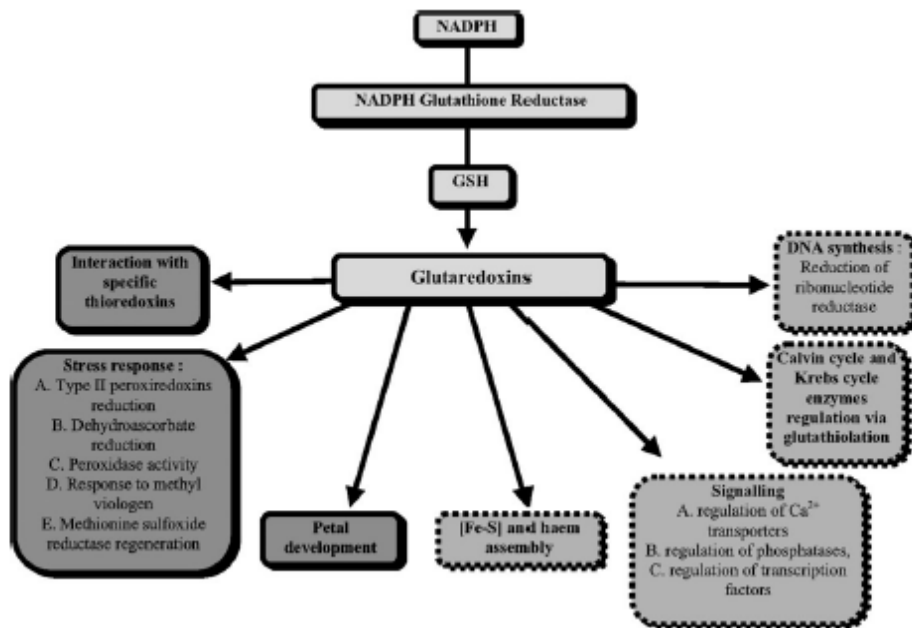 NADPH
NADPH Glutathione Reductase
GSH
Glutaredoxins
Interaction with
specific
thioredoxins
Stress response :
A. Type II peroxiredoxins
reduction
B. Dehydroascorbate
reduction
C. Peroxidase activity
D. Response to methyl
viologen
E. Methionine sulfoxide
reductase regeneration
Petal
development
[Fe-S] and haem
assembly
Signalling
A. regulation of Ca2+
transporters
B. regulation of phosphatases,
C. regulation of transcription
factors
Calvin cycle and
Krebs cycle
enzymes
regulation via
glutathiolation
DNA synthesis :
Reduction of
ribonucleotide
reductase